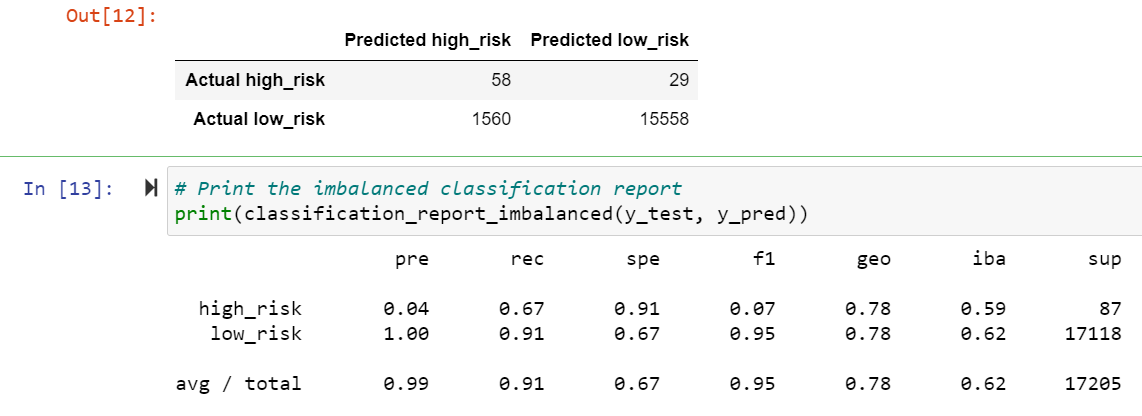 Out[12]:
Predicted high_risk Predicted low_risk
Actual high_risk 58 29
Actual low_risk 1560 15558
In [13]: # Print the imbalanced classification report
print(classification_report_imbalanced(y_test, y_pred))
pre rec spe f1 geo iba sup
high_risk 0.04 0.67 0.91 0.07 0.78 0.59 87
low_risk 1.00 0.91 0.67 0.95 0.78 0.62 17118
avg / total 0.99 0.91 0.67 0.95 0.78 0.62 17205